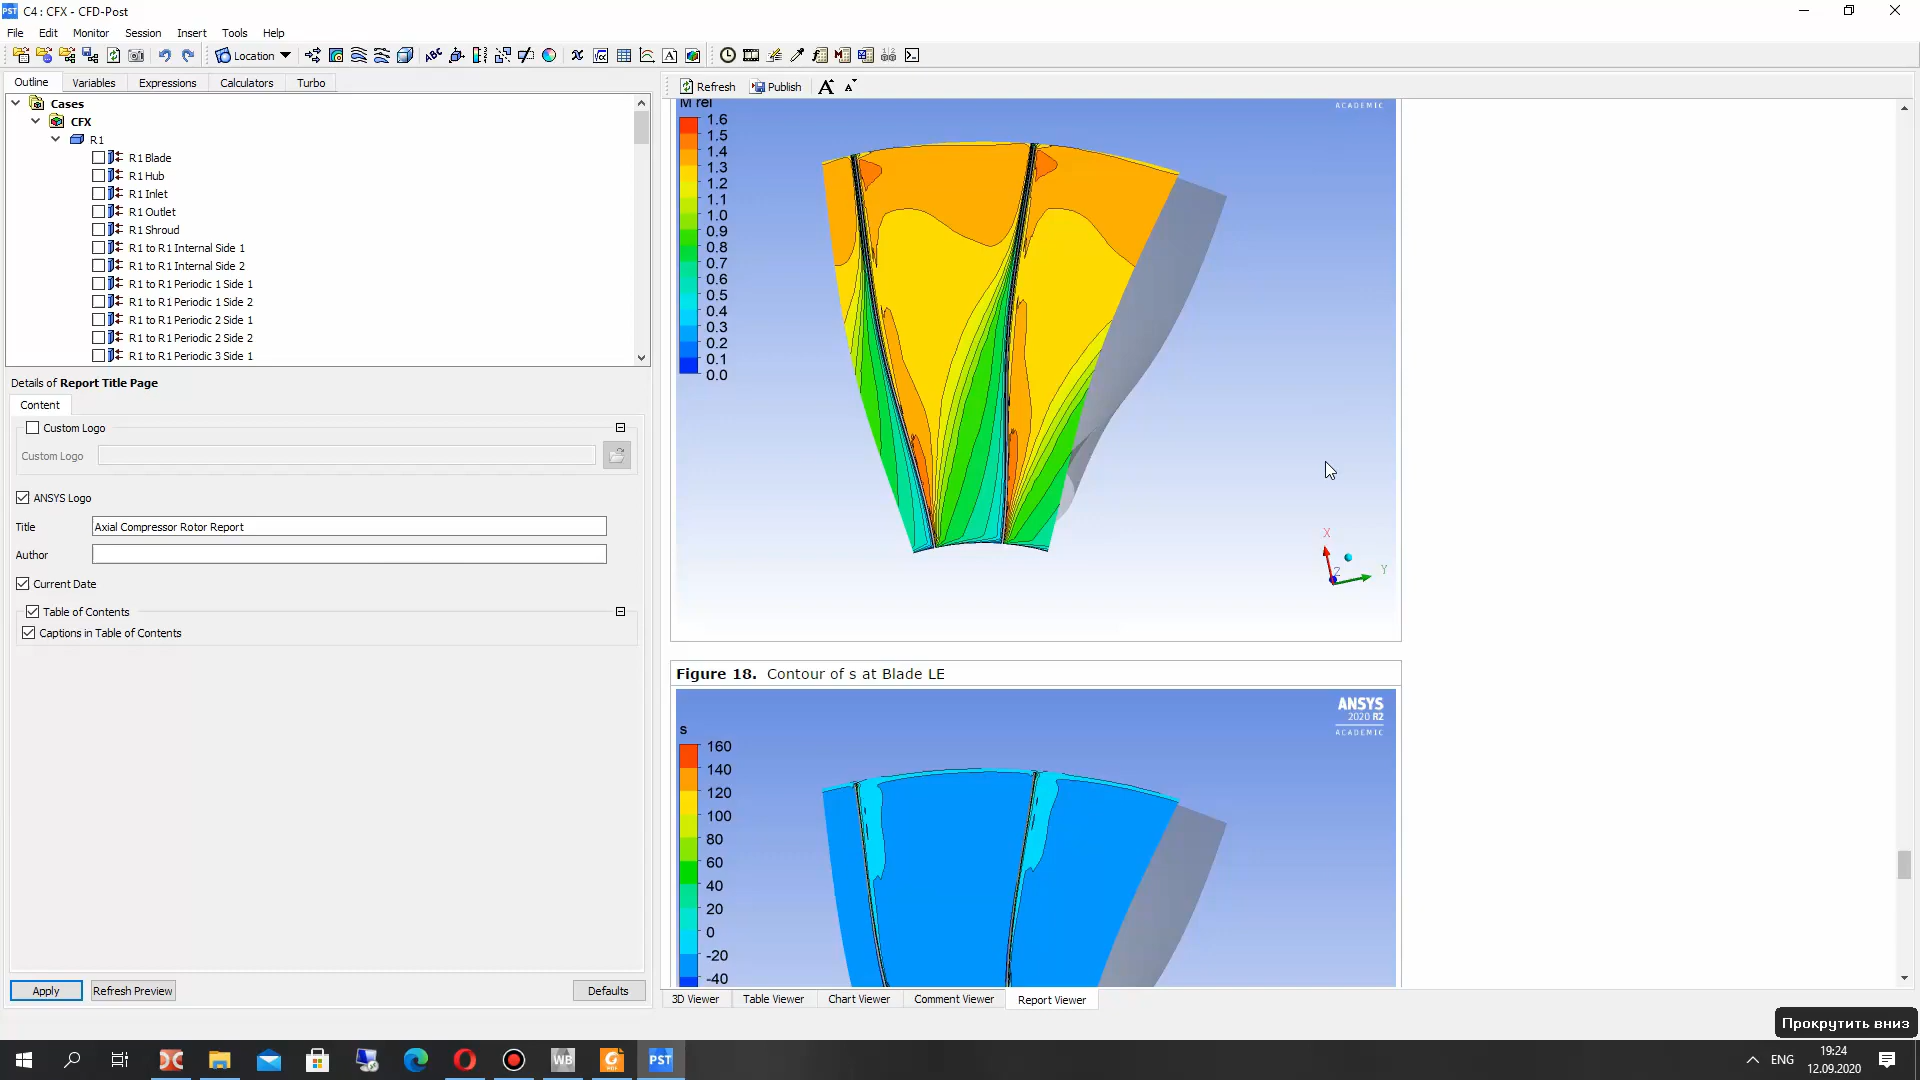 C4 : CFX - CFD-Post
File Edit Monitor Session Insert Tools Help
Location
Outline Variables Expressions Calculators Turbo
Refresh Publish
Cases
CFX
R1
R1 Blade
R1 Hub
R1 Inlet
R1 Outlet
R1 Shroud
R1 to R1 Internal Side 1
R1 to R1 Internal Side 2
R1 to R1 Periodic 1 Side 1
R1 to R1 Periodic 1 Side 2
R1 to R1 Periodic 2 Side 1
R1 to R1 Periodic 2 Side 2
R1 to R1 Periodic 3 Side 1
Details of Report Title Page
Content
Custom Logo
Custom Logo
ANSYS Logo
Title Axial Compressor Rotor Report
Author
Current Date
Table of Contents
Captions in Table of Contents
Apply Refresh Preview Defaults
M rel
ACADEMIC
1.6
1.5
1.4
1.3
1.2
1.1
1.0
0.9
0.8
0.7
0.6
0.5
0.4
0.3
0.2
0.1
0.0
X
Y
Z
Figure 18. Contour of s at Blade LE
ANSYS
2020 R2
ACADEMIC
s
160
140
120
100
80
60
40
20
0
-20
-40
3D Viewer Table Viewer Chart Viewer Comment Viewer Report Viewer
Прокрутить вниз
WB
PST
ENG
19:24
12.09.2020